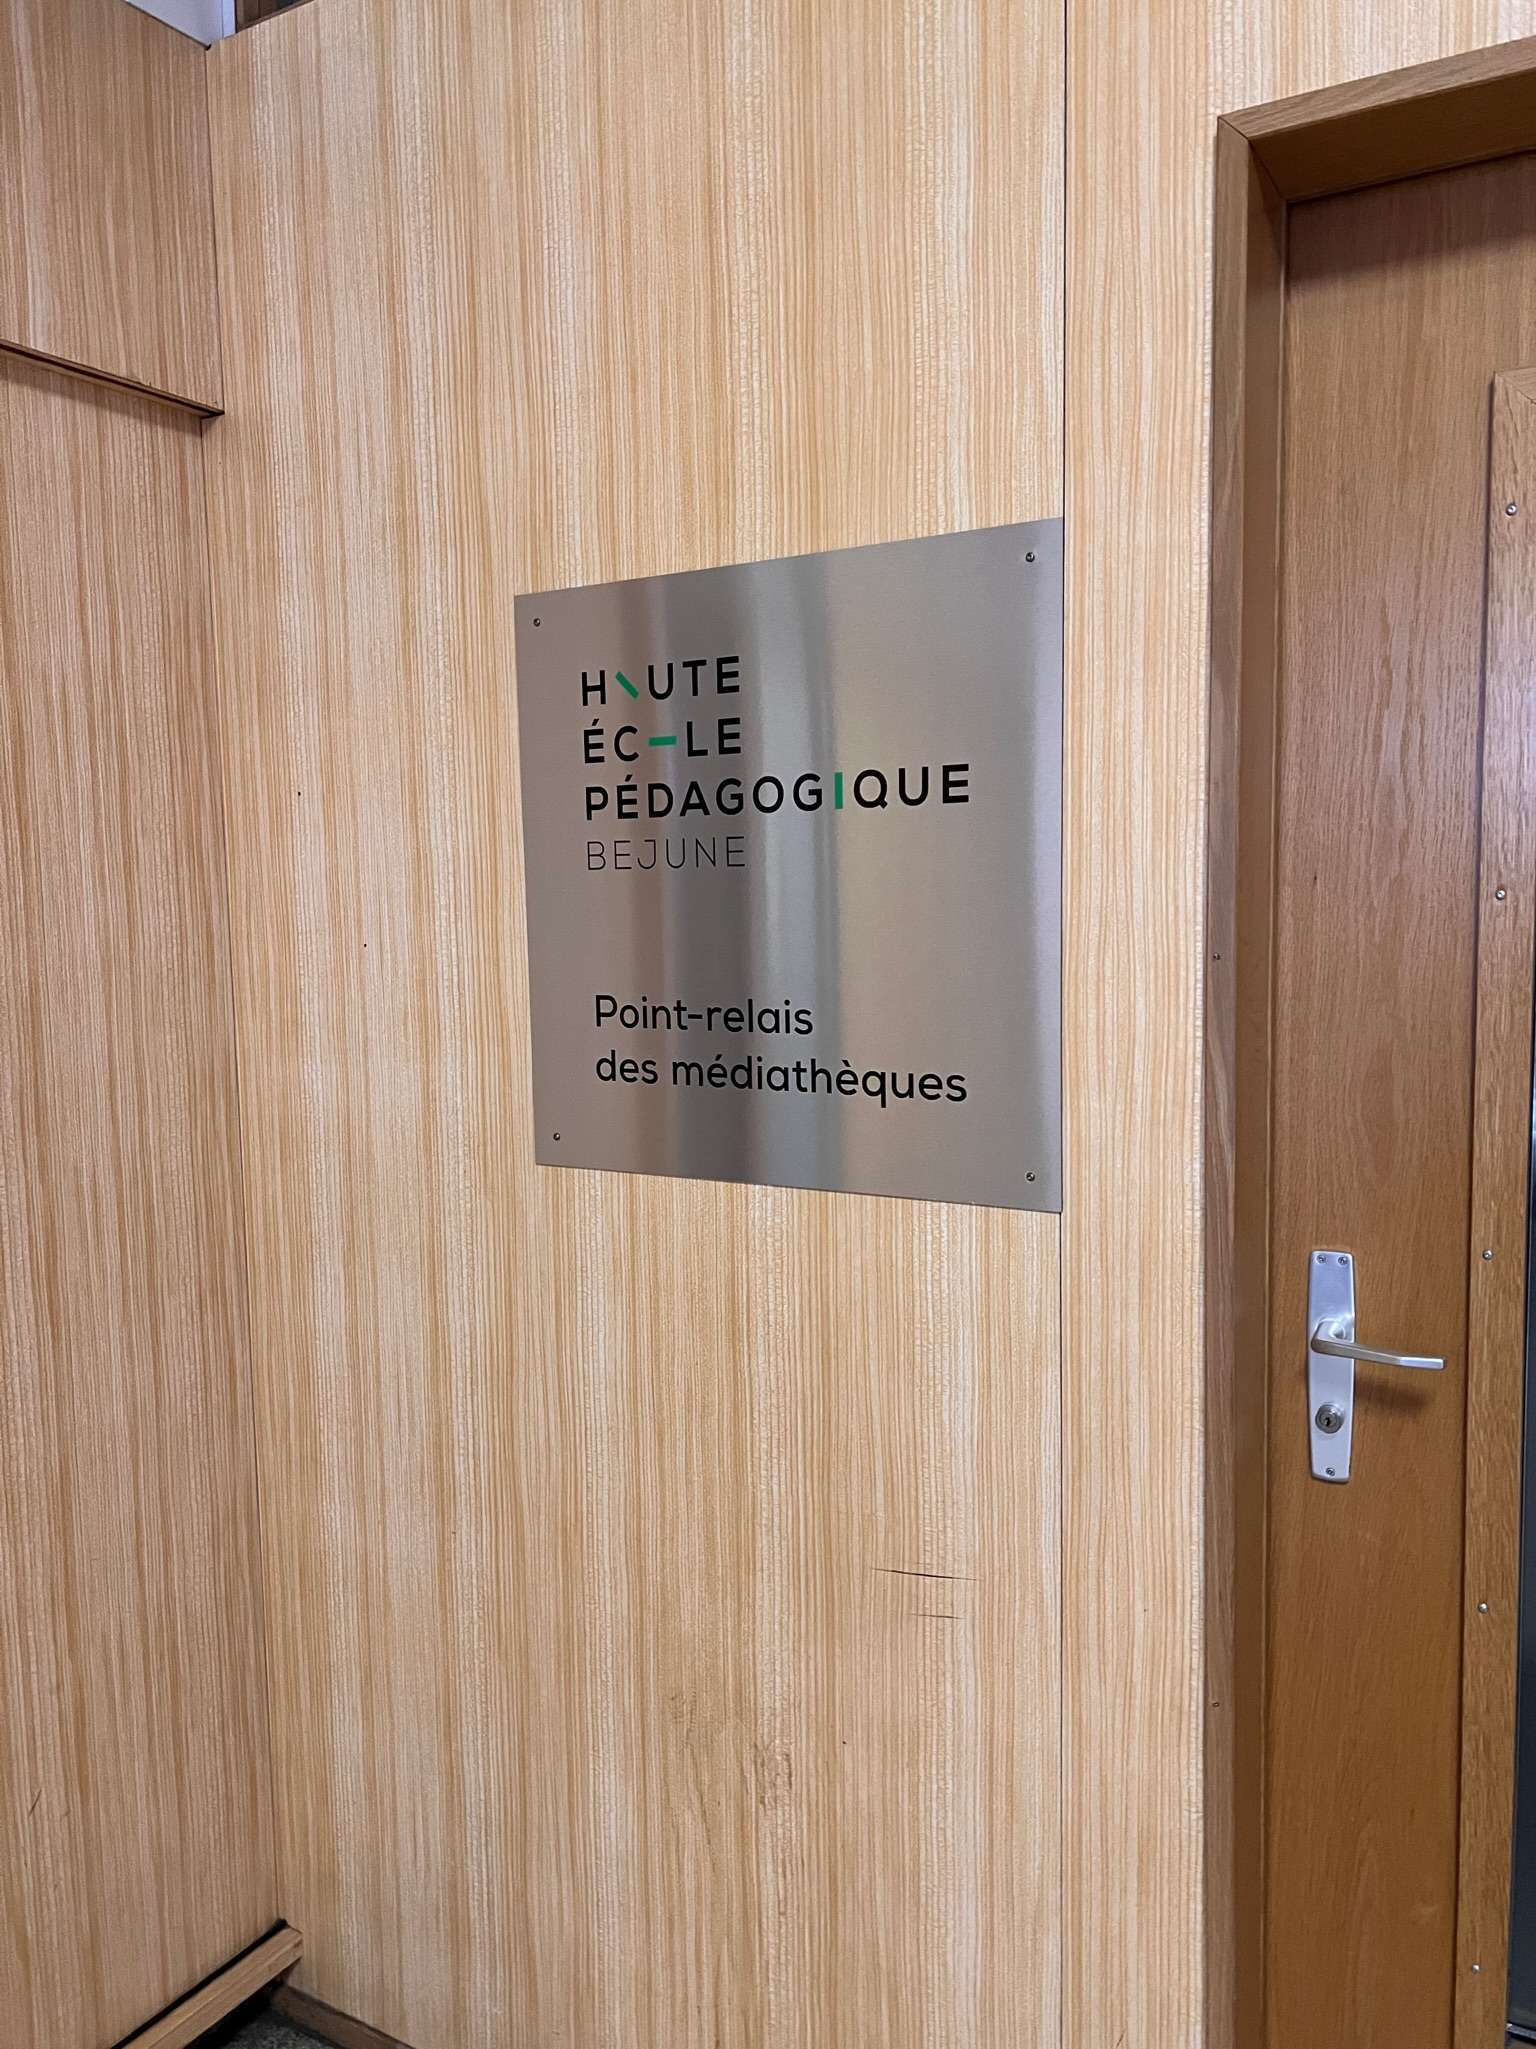 HAUTE
ÉCOLE
PÉDAGOGIQUE
BEJUNE
Point-relais
des médiathèques